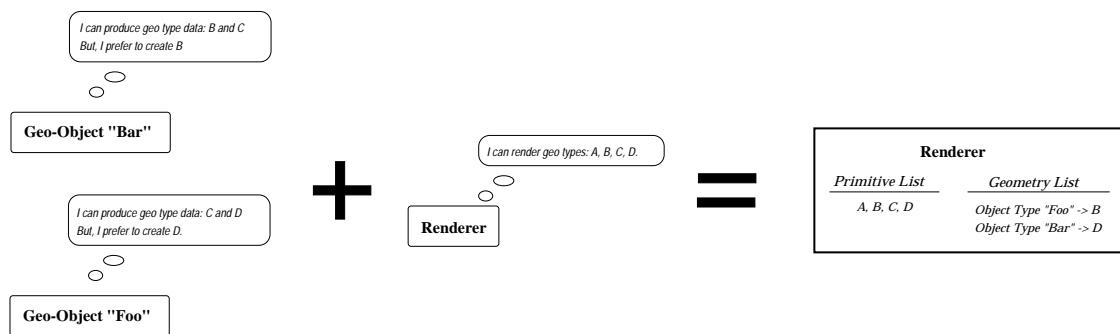 I can produce geo type data: B and C
But, I prefer to create B
Geo-Object "Bar"
I can produce geo type data: C and D
But, I prefer to create D.
Geo-Object "Foo"
I can render geo types: A, B, C, D.
Renderer
Renderer
Primitive List
A, B, C, D
Geometry List
Object Type "Foo" -> B
Object Type "Bar" -> D